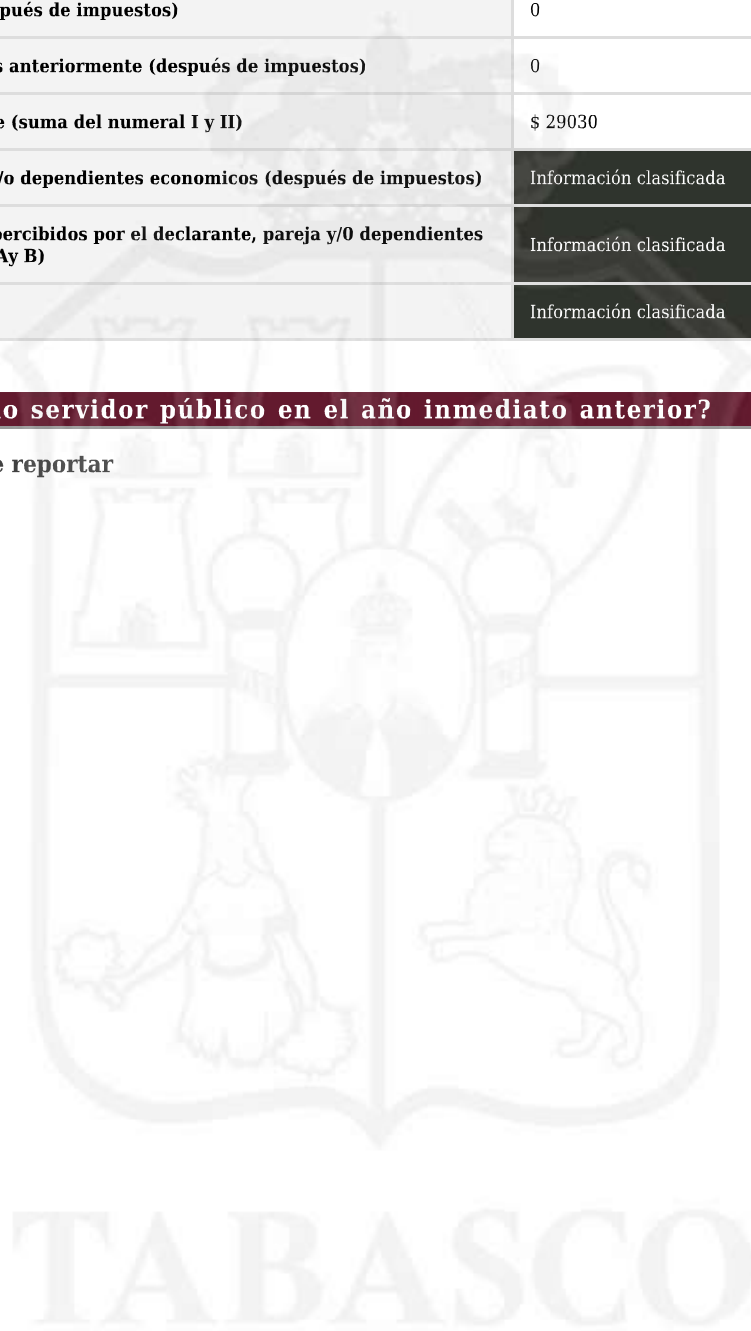 pués de impuestos) 0
s anteriormente (después de impuestos) 0
e (suma del numeral I y II) $ 29030
/o dependientes economicos (después de impuestos) Información clasificada
percibidos por el declarante, pareja y/0 dependientes
Ay B) Información clasificada
Información clasificada
o servidor público en el año inmediato anterior?
e reportar
TABASCO